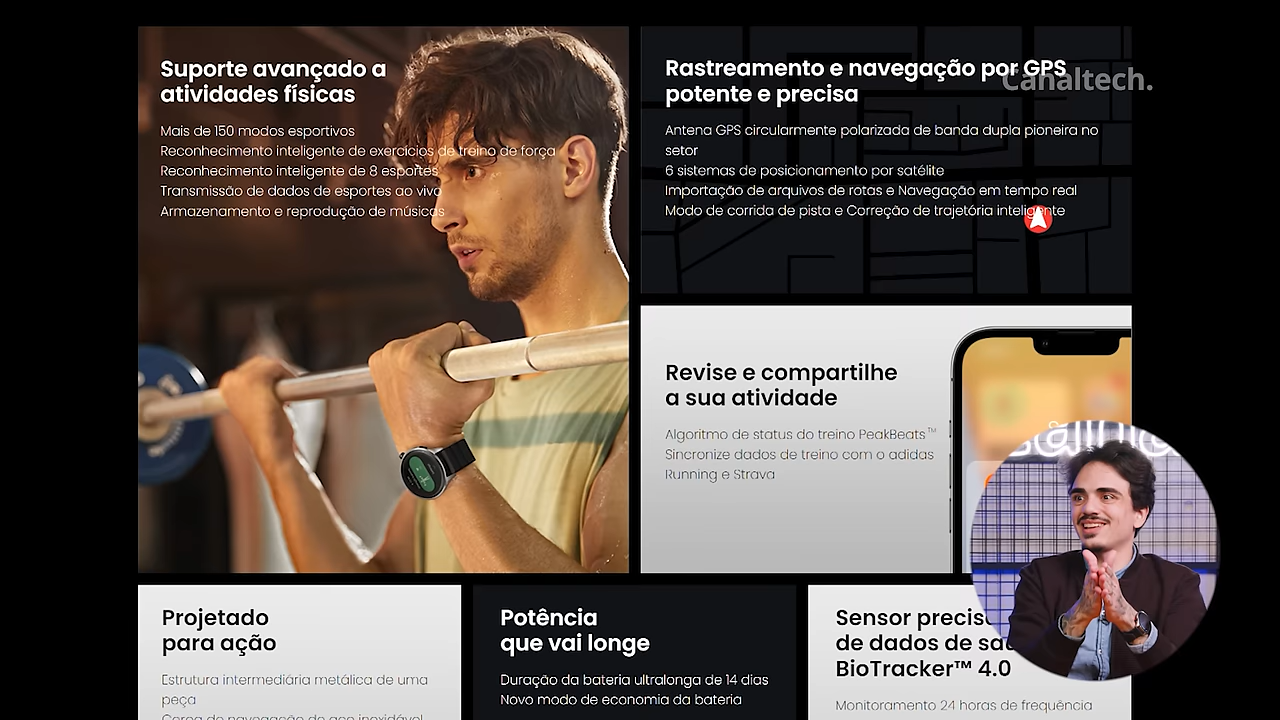 Suporte avançado a
atividades físicas
Mais de 150 modos esportivos
Reconhecimento inteligente de exercícios de treino de força
Reconhecimento inteligente de 8 esportes
Transmissão de dados de esportes ao vivo
Armazenamento e reprodução de músicas
Rastreamento e navegação por GPS
potente e precisa
Canaltech.
Antena GPS circularmente polarizada de banda dupla pioneira no
setor
6 sistemas de posicionamento por satélite
Importação de arquivos de rotas e Navegação em tempo real
Modo de corrida de pista e Correção de trajetória inteligente
Revise e compartilhe
a sua atividade
Algoritmo de status do treino PeakBeats™
Sincronize dados de treino com o adidas
Running e Strava
Projetado
para ação
Estrutura intermediária metálica de uma
peça
Coroa de navegação de aço inoxidável
Potência
que vai longe
Duração da bateria ultralonga de 14 dias
Novo modo de economia da bateria
Sensor
de dados de
BioTracker™ 4.0
Monitoramento 24 horas de frequência